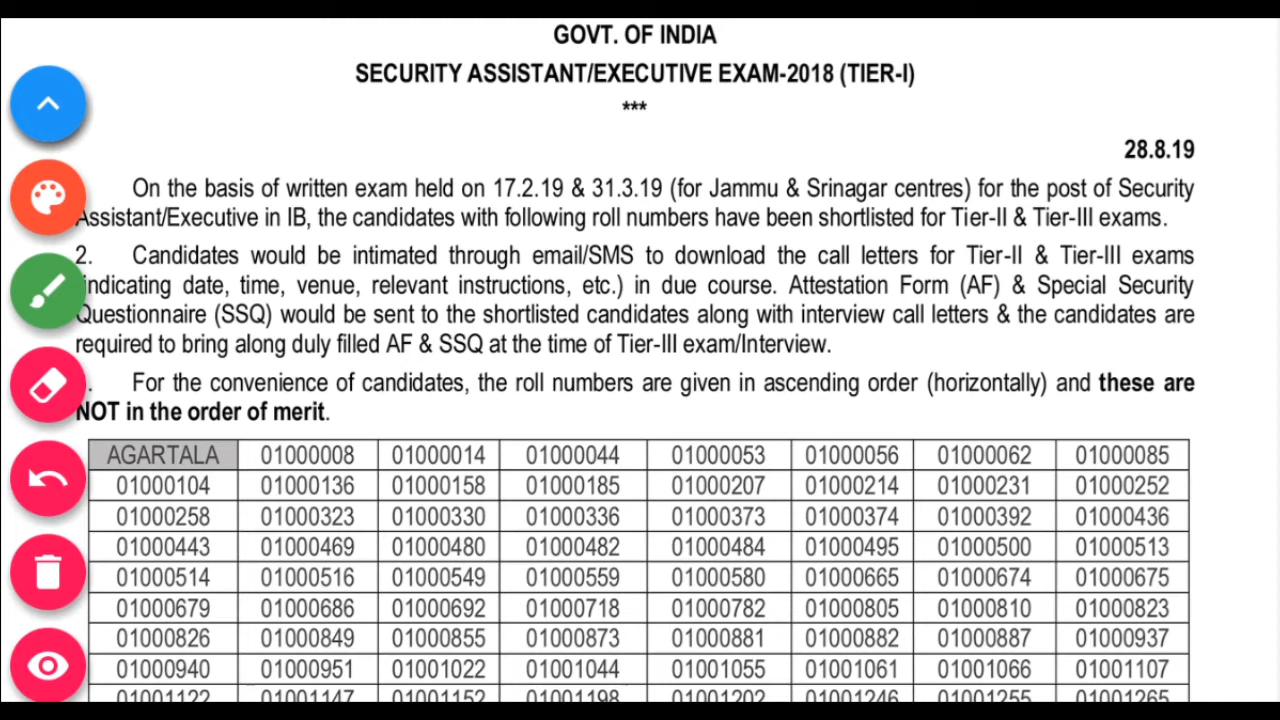 GOVT. OF INDIA
SECURITY ASSISTANT/EXECUTIVE EXAM-2018 (TIER-I)
***
28.8.19
On the basis of written exam held on 17.2.19 & 31.3.19 (for Jammu & Srinagar centres) for the post of Security
Assistant/Executive in IB, the candidates with following roll numbers have been shortlisted for Tier-II & Tier-III exams.
2. Candidates would be intimated through email/SMS to download the call letters for Tier-II & Tier-III exams
indicating date, time, venue, relevant instructions, etc.) in due course. Attestation Form (AF) & Special Security
Questionnaire (SSQ) would be sent to the shortlisted candidates along with interview call letters & the candidates are
required to bring along duly filled AF & SSQ at the time of Tier-III exam/Interview.
. For the convenience of candidates, the roll numbers are given in ascending order (horizontally) and these are
NOT in the order of merit.
AGARTALA 01000008 01000014 01000044 01000053 01000056 01000062 01000085
01000104 01000136 01000158 01000185 01000207 01000214 01000231 01000252
01000258 01000323 01000330 01000336 01000373 01000374 01000392 01000436
01000443 01000469 01000480 01000482 01000484 01000495 01000500 01000513
01000514 01000516 01000549 01000559 01000580 01000665 01000674 01000675
01000679 01000686 01000692 01000718 01000782 01000805 01000810 01000823
01000826 01000849 01000855 01000873 01000881 01000882 01000887 01000937
01000940 01000951 01001022 01001044 01001055 01001061 01001066 01001107
01001122 01001147 01001152 01001198 01001202 01001246 01001255 01001265